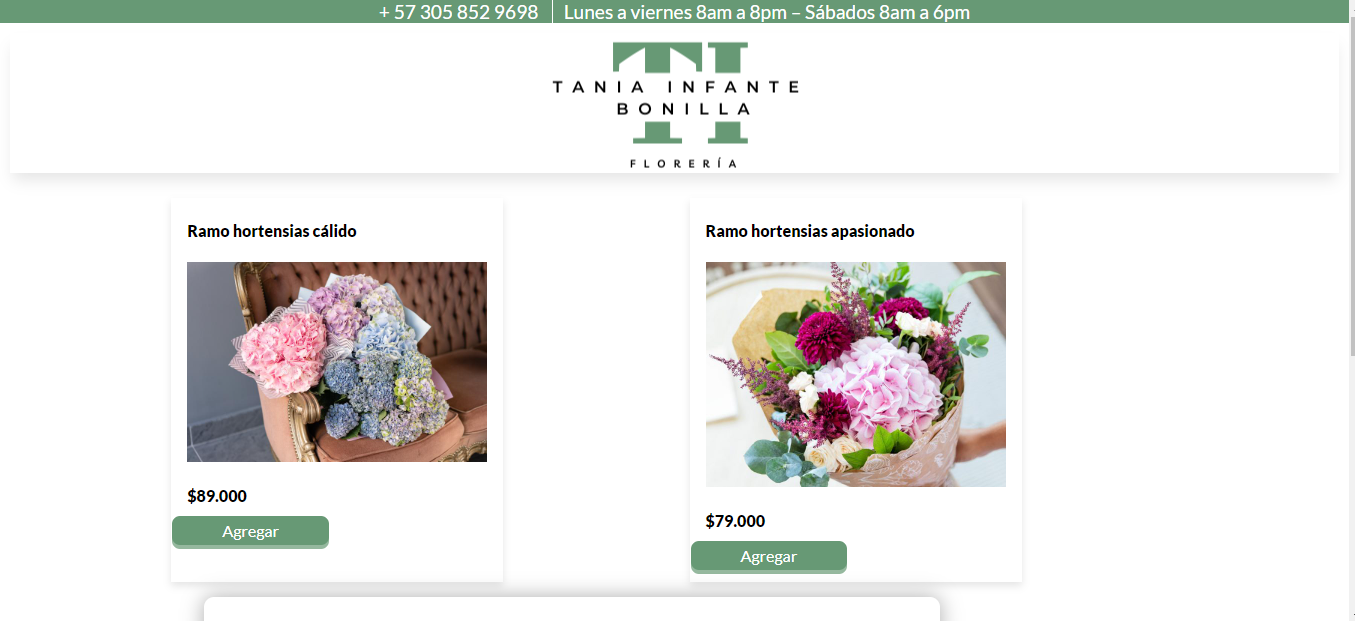 + 57 305 852 9698 Lunes a viernes 8am a 8pm – Sábados 8am a 6pm
TI
TANIA INFANTE
BONILLA
FLORERÍA
Ramo hortensias cálido
$89.000
Agregar
Ramo hortensias apasionado
$79.000
Agregar